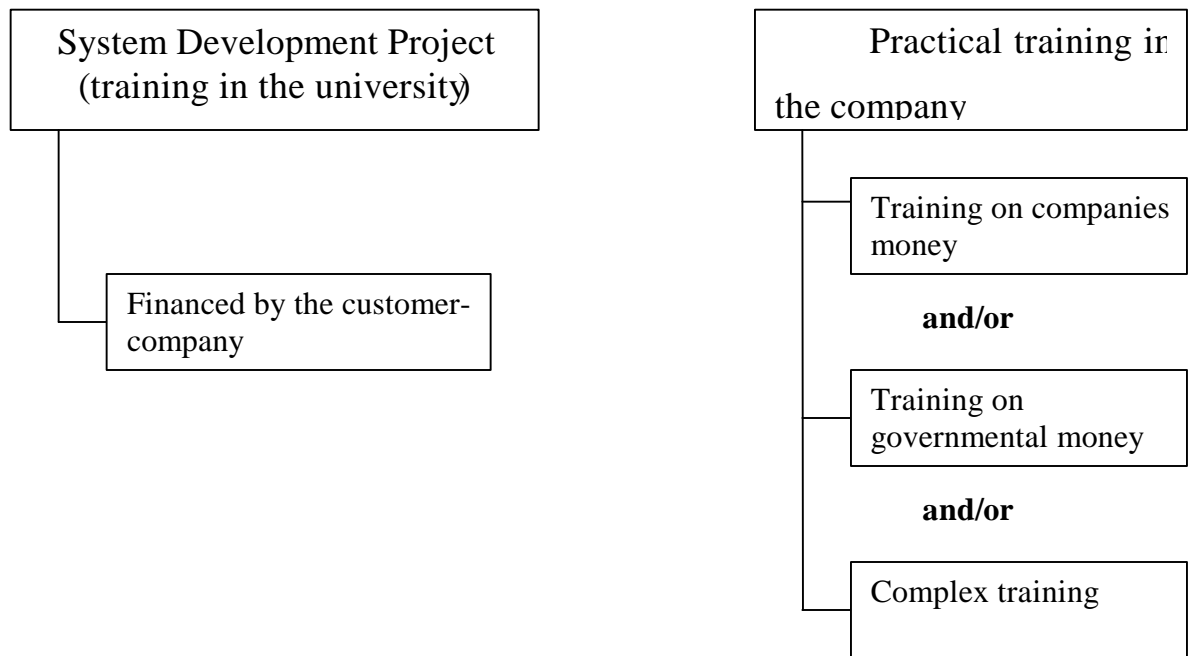 System Development Project
(training in the university)
Financed by the customer-
company
Practical training in
the company
Training on companies
money
and/or
Training on
governmental money
and/or
Complex training